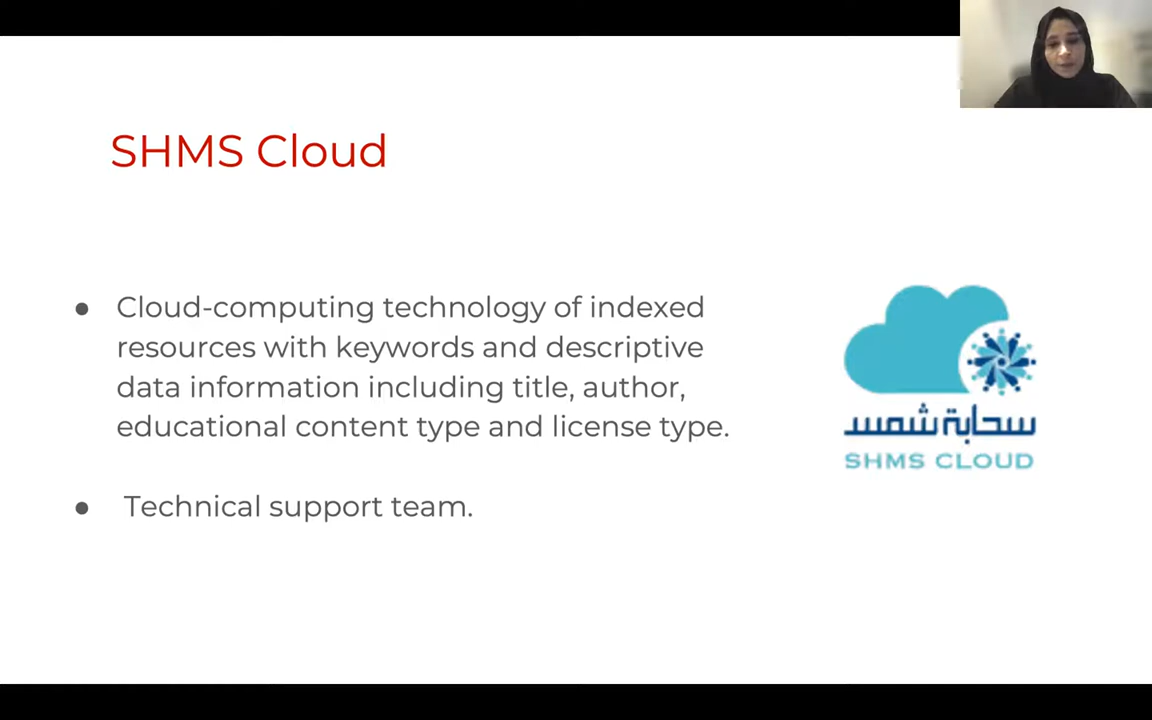 SHMS Cloud
● Cloud-computing technology of indexed
resources with keywords and descriptive
data information including title, author,
educational content type and license type.
● Technical support team.
سحابة شمس
SHMS CLOUD